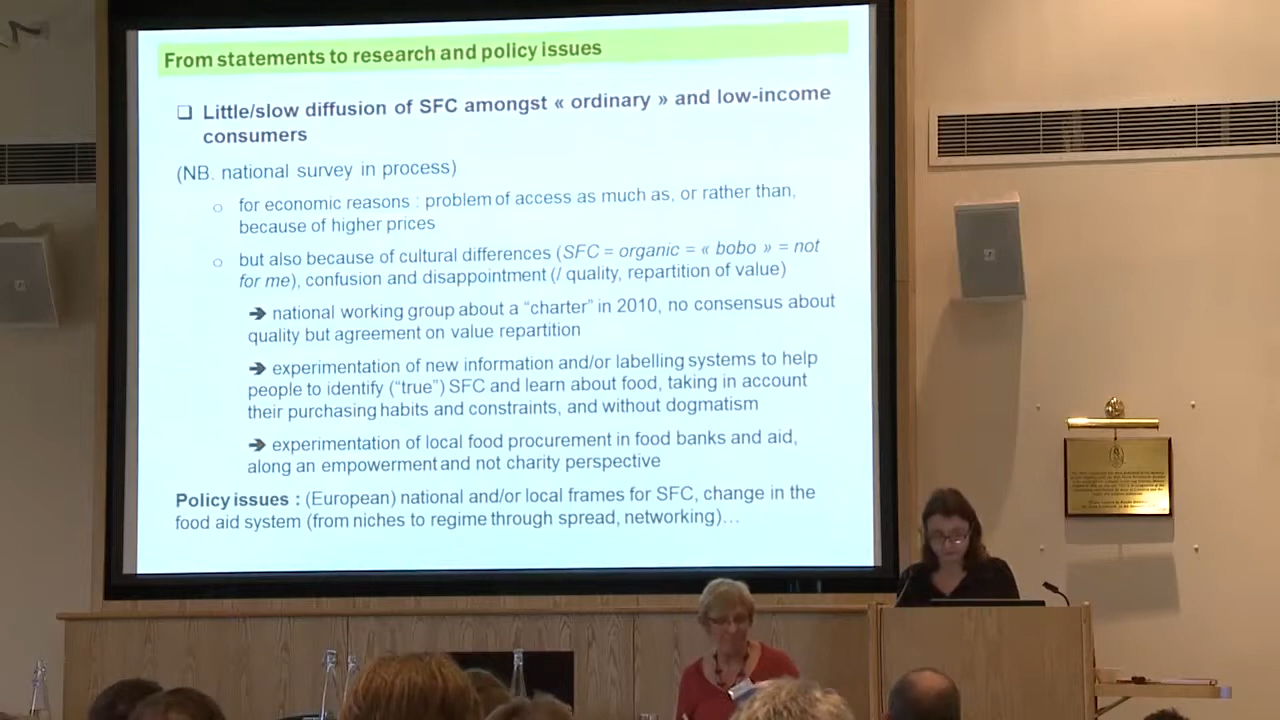 From statements to research and policy issues
❑ Little/slow diffusion of SFC amongst « ordinary » and low-income
consumers
(NB. national survey in process)
○ for economic reasons : problem of access as much as, or rather than,
because of higher prices
○ but also because of cultural differences (SFC = organic = « bobo » = not
for me), confusion and disappointment (/ quality, repartition of value)
➔ national working group about a “charter” in 2010, no consensus about
quality but agreement on value repartition
➔ experimentation of new information and/or labelling systems to help
people to identify (“true”) SFC and learn about food, taking in account
their purchasing habits and constraints, and without dogmatism
➔ experimentation of local food procurement in food banks and aid,
along an empowerment and not charity perspective
Policy issues : (European) national and/or local frames for SFC, change in the
food aid system (from niches to regime through spread, networking)…